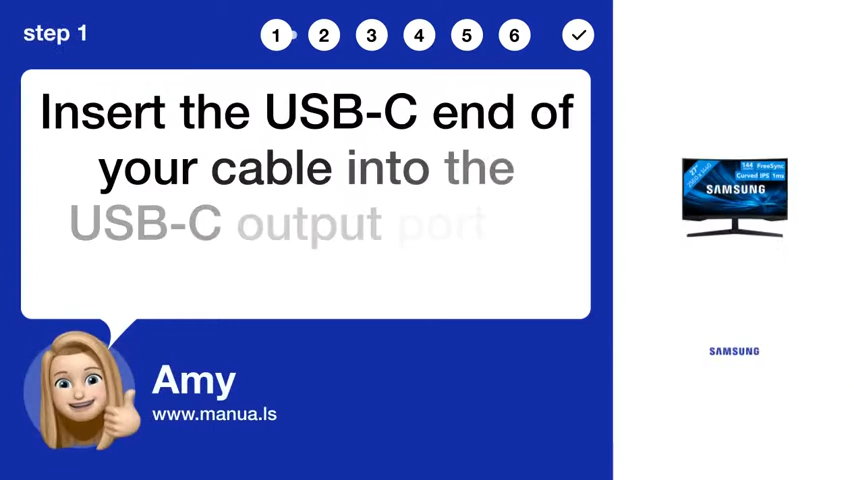 step 1
1 2 3 4 5 6
Insert the USB-C end of
your cable into the
USB-C output port
Amy
www.manua.ls
27"
144 FreeSync
Curved IPS 1ms
SAMSUNG
SAMSUNG